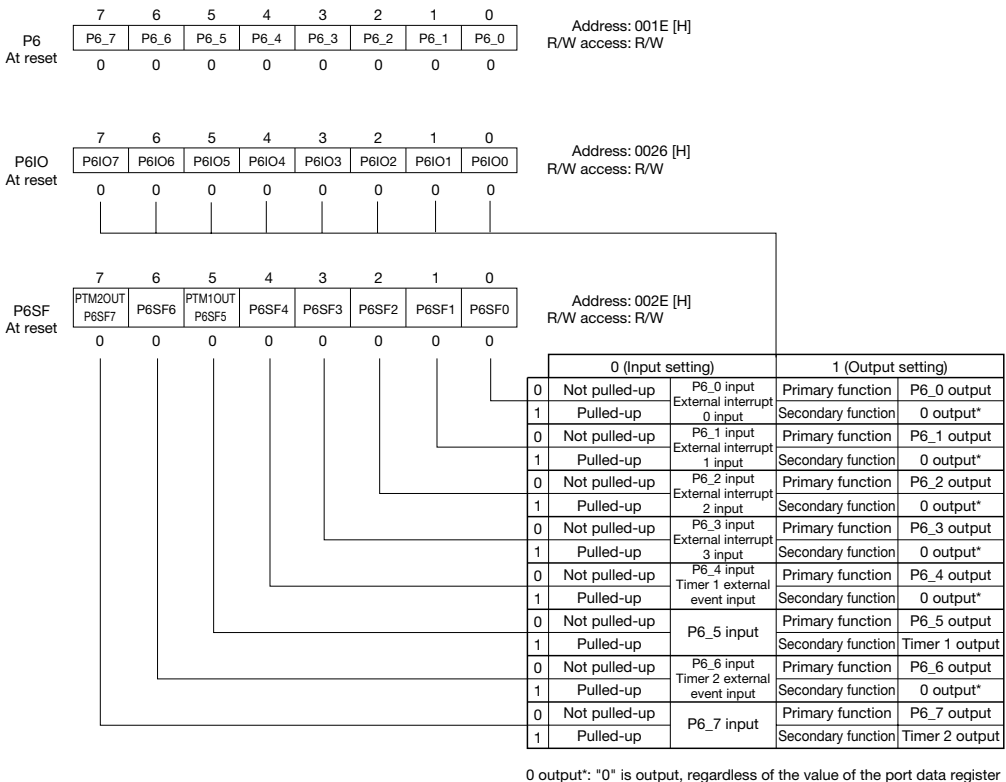 7 6 5 4 3 2 1 0
P6 P6_7 P6_6 P6_5 P6_4 P6_3 P6_2 P6_1 P6_0
At reset 0 0 0 0 0 0 0 0
Address: 001E [H]
R/W access: R/W
7 6 5 4 3 2 1 0
P6IO P6IO7 P6IO6 P6IO5 P6IO4 P6IO3 P6IO2 P6IO1 P6IO0
At reset 0 0 0 0 0 0 0 0
Address: 0026 [H]
R/W access: R/W
7 6 5 4 3 2 1 0
P6SF PTM2OUT P6SF7 P6SF6 PTM1OUT P6SF5 P6SF4 P6SF3 P6SF2 P6SF1 P6SF0
At reset 0 0 0 0 0 0 0 0
Address: 002E [H]
R/W access: R/W
0 (Input setting) 1 (Output setting)
0 Not pulled-up P6_0 input Primary function P6_0 output
External interrupt
1 Pulled-up 0 input Secondary function 0 output*
0 Not pulled-up P6_1 input Primary function P6_1 output
External interrupt
1 Pulled-up 1 input Secondary function 0 output*
0 Not pulled-up P6_2 input Primary function P6_2 output
External interrupt
1 Pulled-up 2 input Secondary function 0 output*
0 Not pulled-up P6_3 input Primary function P6_3 output
External interrupt
1 Pulled-up 3 input Secondary function 0 output*
0 Not pulled-up P6_4 input Primary function P6_4 output
Timer 1 external
1 Pulled-up event input Secondary function 0 output*
0 Not pulled-up Primary function P6_5 output
P6_5 input
1 Pulled-up Secondary function Timer 1 output
0 Not pulled-up P6_6 input Primary function P6_6 output
Timer 2 external
1 Pulled-up event input Secondary function 0 output*
0 Not pulled-up Primary function P6_7 output
P6_7 input
1 Pulled-up Secondary function Timer 2 output
0 output*: "0" is output, regardless of the value of the port data register